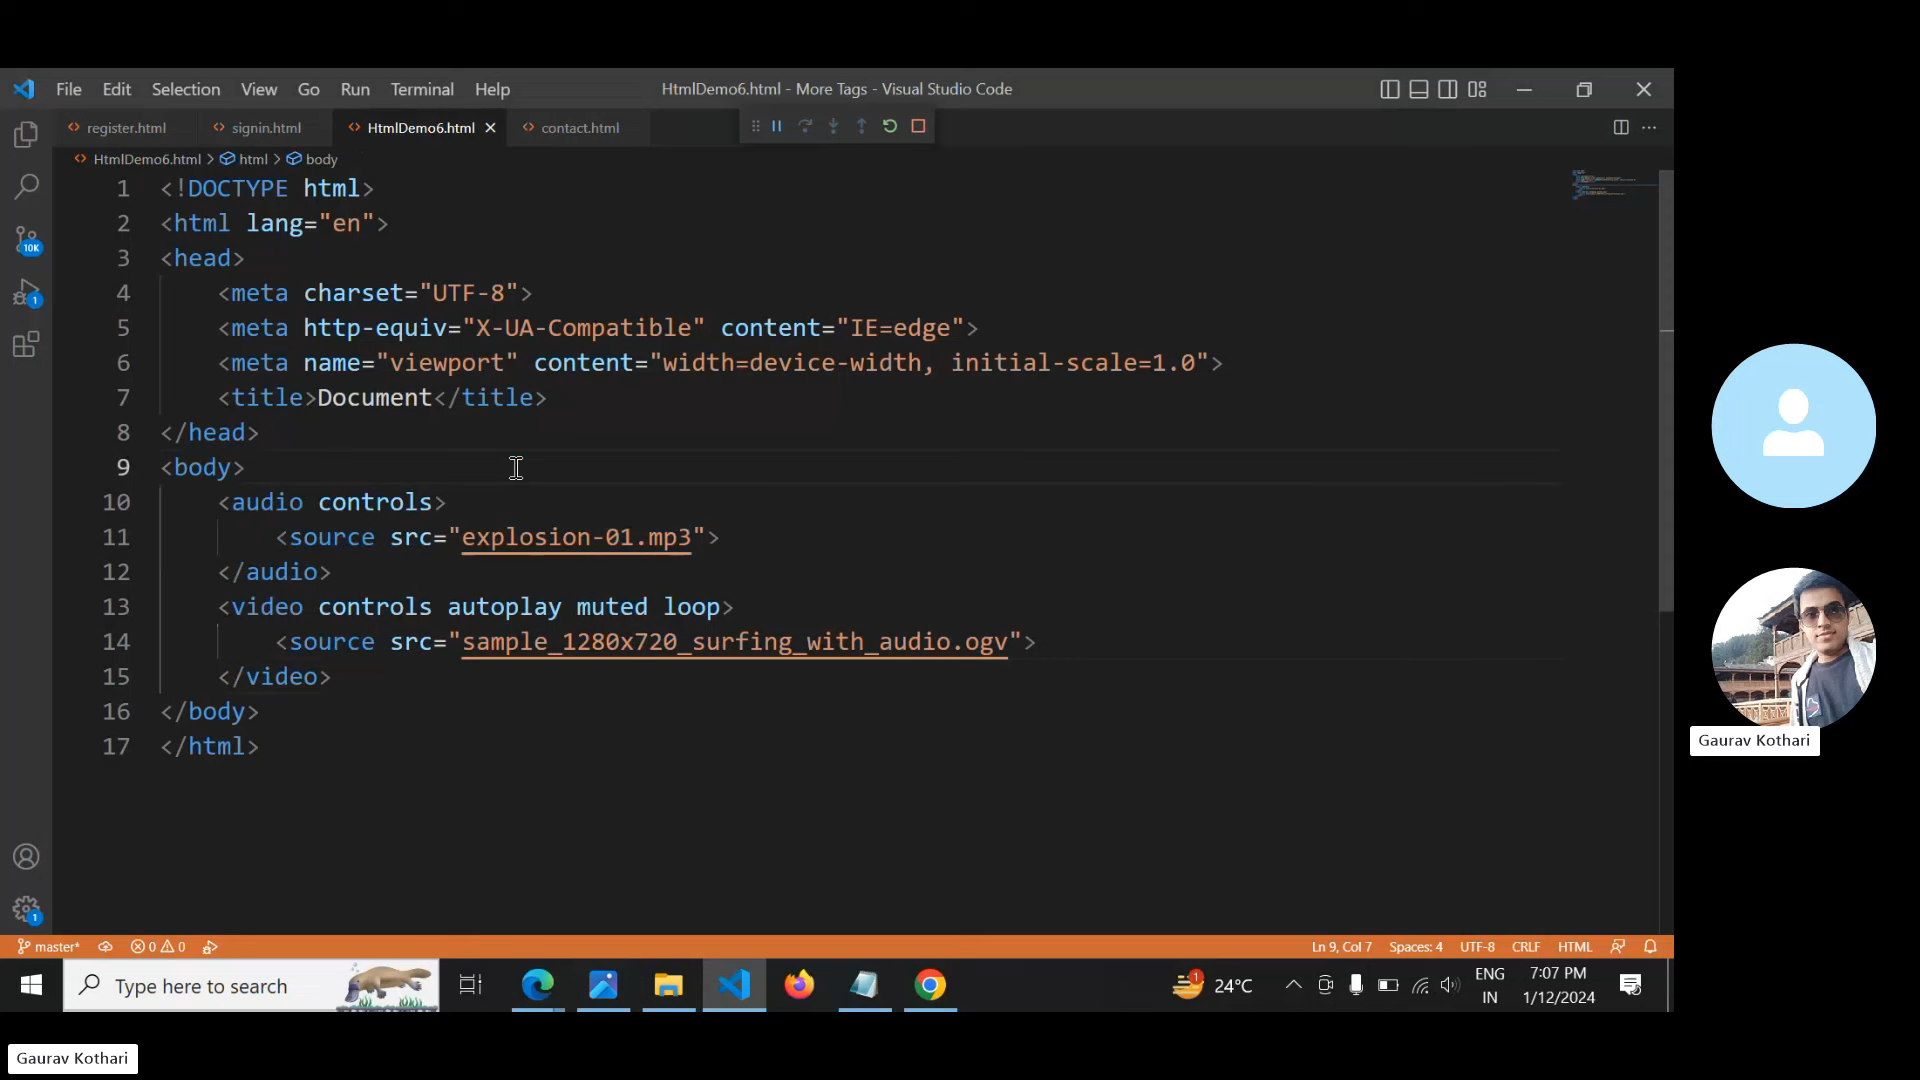 File Edit Selection View Go Run Terminal Help HtmlDemo6.html - More Tags - Visual Studio Code
register.html signin.html HtmlDemo6.html contact.html
HtmlDemo6.html > html > body
1 <!DOCTYPE html>
2 <html lang="en">
3 <head>
4 <meta charset="UTF-8">
5 <meta http-equiv="X-UA-Compatible" content="IE=edge">
6 <meta name="viewport" content="width=device-width, initial-scale=1.0">
7 <title>Document</title>
8 </head>
9 <body>
10 <audio controls>
11 <source src="explosion-01.mp3">
12 </audio>
13 <video controls autoplay muted loop>
14 <source src="sample_1280x720_surfing_with_audio.ogv">
15 </video>
16 </body>
17 </html>
10K
1
1
Gaurav Kothari
master* 0 0 Ln 9, Col 7 Spaces: 4 UTF-8 CRLF HTML
Type here to search 1 24°C ENG IN 7:07 PM 1/12/2024
Gaurav Kothari